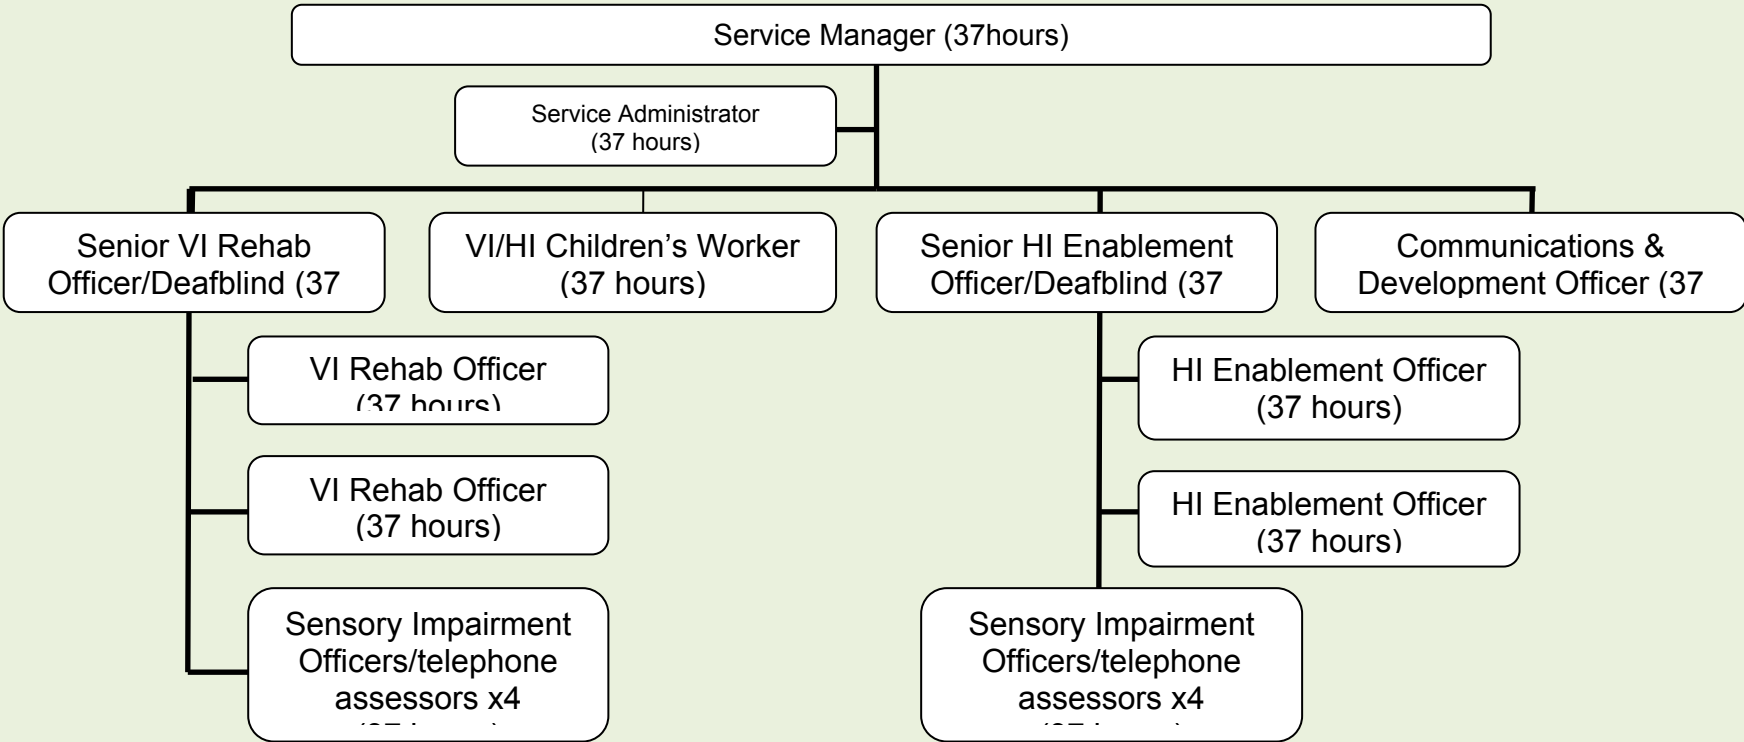 Service Manager (37hours)
Service Administrator
(37 hours)
Senior VI Rehab
Officer/Deafblind (37
VI/HI Children’s Worker
(37 hours)
Senior HI Enablement
Officer/Deafblind (37
Communications &
Development Officer (37
VI Rehab Officer
(37 hours)
VI Rehab Officer
(37 hours)
Sensory Impairment
Officers/telephone
assessors x4
HI Enablement Officer
(37 hours)
HI Enablement Officer
(37 hours)
Sensory Impairment
Officers/telephone
assessors x4